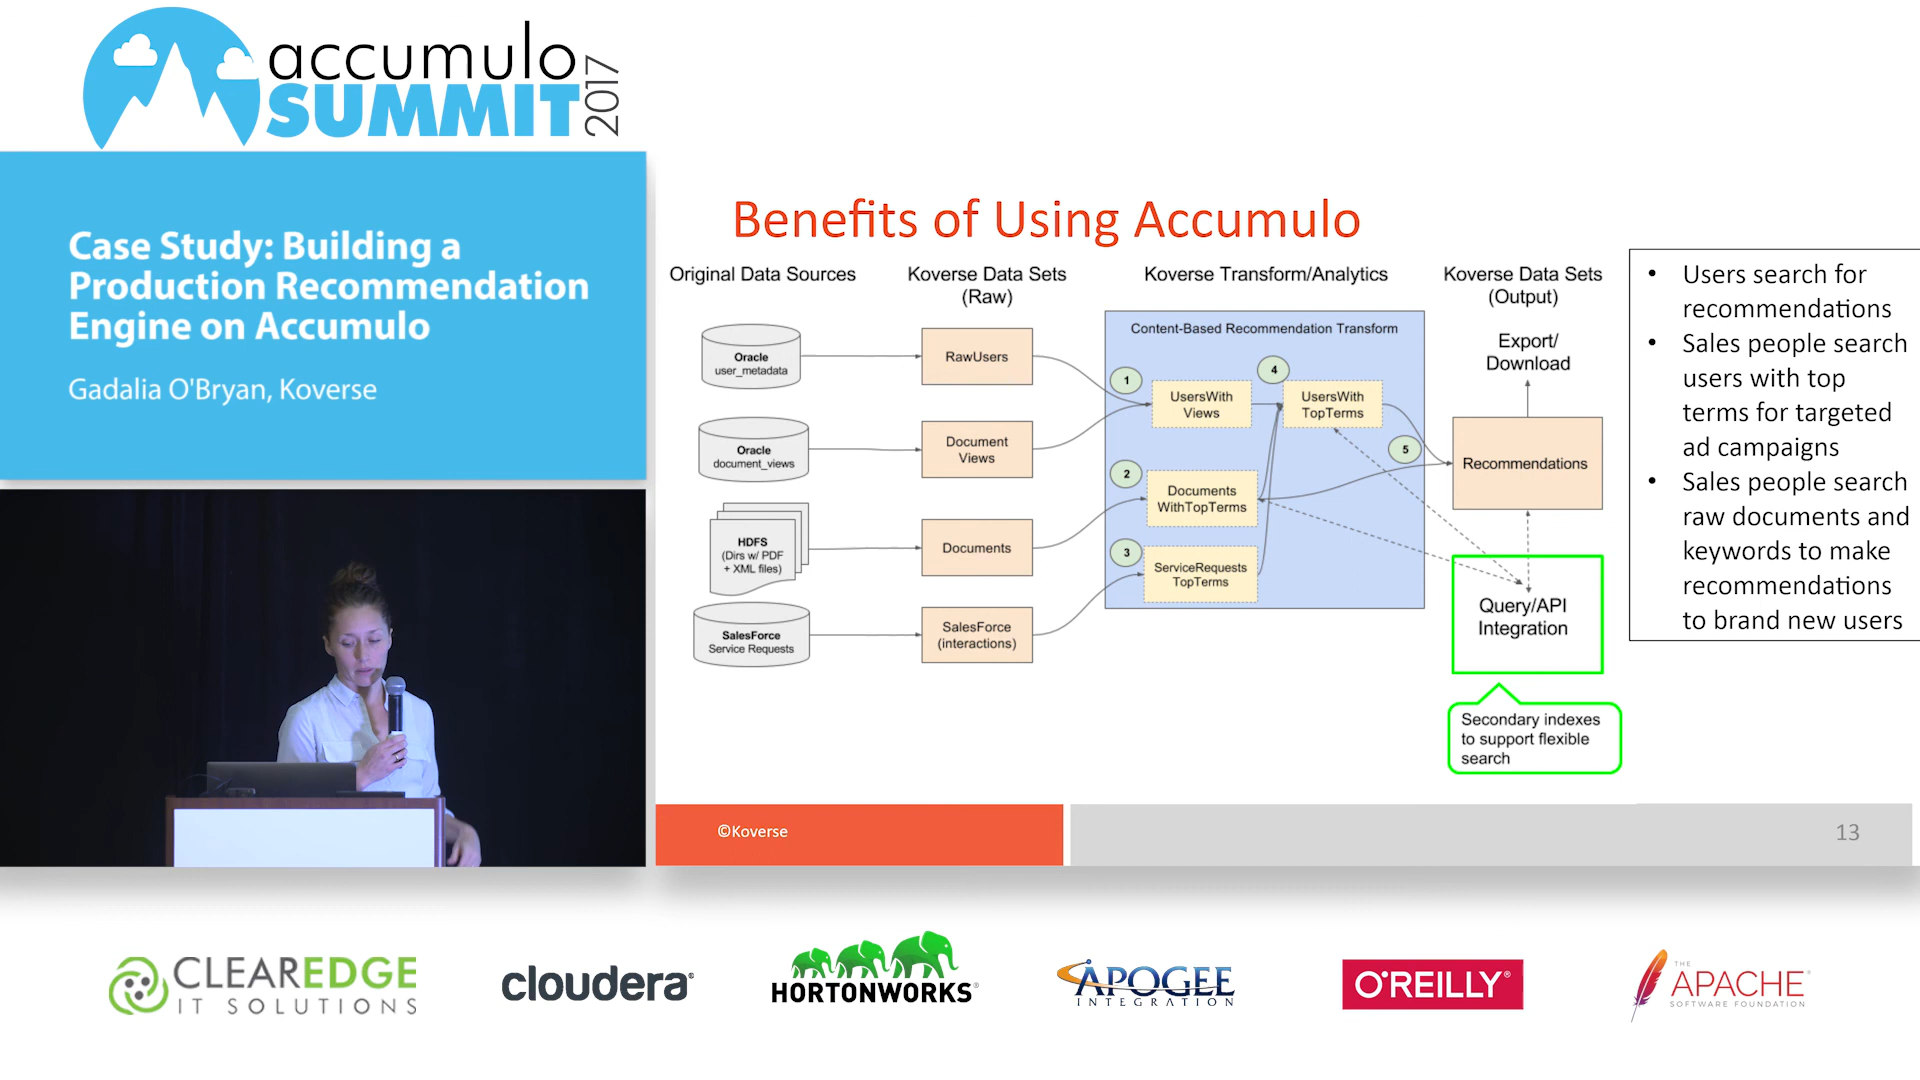 accumulo
SUMMIT
2017
Case Study: Building a
Production Recommendation
Engine on Accumulo
Gadalia O'Bryan, Koverse
Benefits of Using Accumulo
Original Data Sources
Koverse Data Sets
(Raw)
Koverse Transform/Analytics
Koverse Data Sets
(Output)
Oracle
user_metadata
Oracle
document_views
HDFS
(Dirs w/ PDF
+ XML files)
SalesForce
Service Requests
RawUsers
Document
Views
Documents
SalesForce
(interactions)
Content-Based Recommendation Transform
1
UsersWith
Views
4
UsersWith
TopTerms
2
Documents
WithTopTerms
3
ServiceRequests
TopTerms
5
Export/
Download
Recommendations
Query/API
Integration
Secondary indexes
to support flexible
search
• Users search for
recommendations
• Sales people search
users with top
terms for targeted
ad campaigns
• Sales people search
raw documents and
keywords to make
recommendations
to brand new users
©Koverse
13
CLEAREDGE
IT SOLUTIONS
cloudera®
HORTONWORKS®
APOGEE
INTEGRATION
O'REILLY®
THE
APACHE®
SOFTWARE FOUNDATION